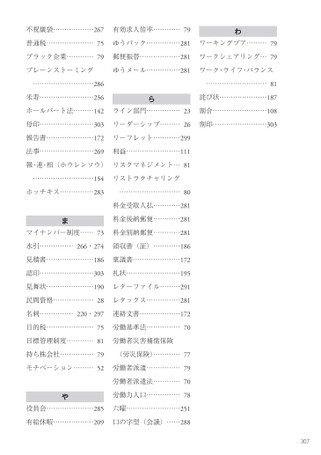 不祝儀袋……………………267
普通税…………………… 75
ブラック企業…………… 79
ブレーンストーミング
……………………286
米寿………………………256
ホールパート法…………142
母印………………………303
報告書……………………172
法事………………………269
報・連・相（ホウレンソウ）
……………………154
ホッチキス………………283
ま
マイナンバー制度…… 73
水引……………… 266・274
見積書……………………186
認印………………………303
見舞状……………………190
民間資格………………… 28
名刺……………… 220・297
目的税…………………… 75
目標管理制度…………… 81
持ち株会社……………… 79
モチベーション………… 52
や
役員会……………………285
有給休暇…………………209
有効求人倍率…………… 79
ゆうパック………………281
郵便振替…………………281
ゆうメール………………281
ら
ライン部門……………… 23
リーダーシップ………… 26
リーフレット……………299
利益………………………111
リスクマネジメント… 81
リストラクチャリング
…………………… 80
料金受取人払……………281
料金後納郵便……………281
料金別納郵便……………281
領収書（証）……………186
稟議書……………………172
礼状………………………195
レターファイル…………291
レタックス………………281
連絡文書…………………172
労働基準法……………… 70
労働者災害補償保険
（労災保険）………… 77
労働者派遣……………… 79
労働者派遣法…………… 70
労働力人口……………… 78
六曜………………………251
ロの字型（会議）………288
わ
ワーキングプア………… 79
ワークシェアリング… 79
ワーク・ライフ・バランス
…………………… 81
詫び状……………………187
割合………………………108
割印………………………303
307